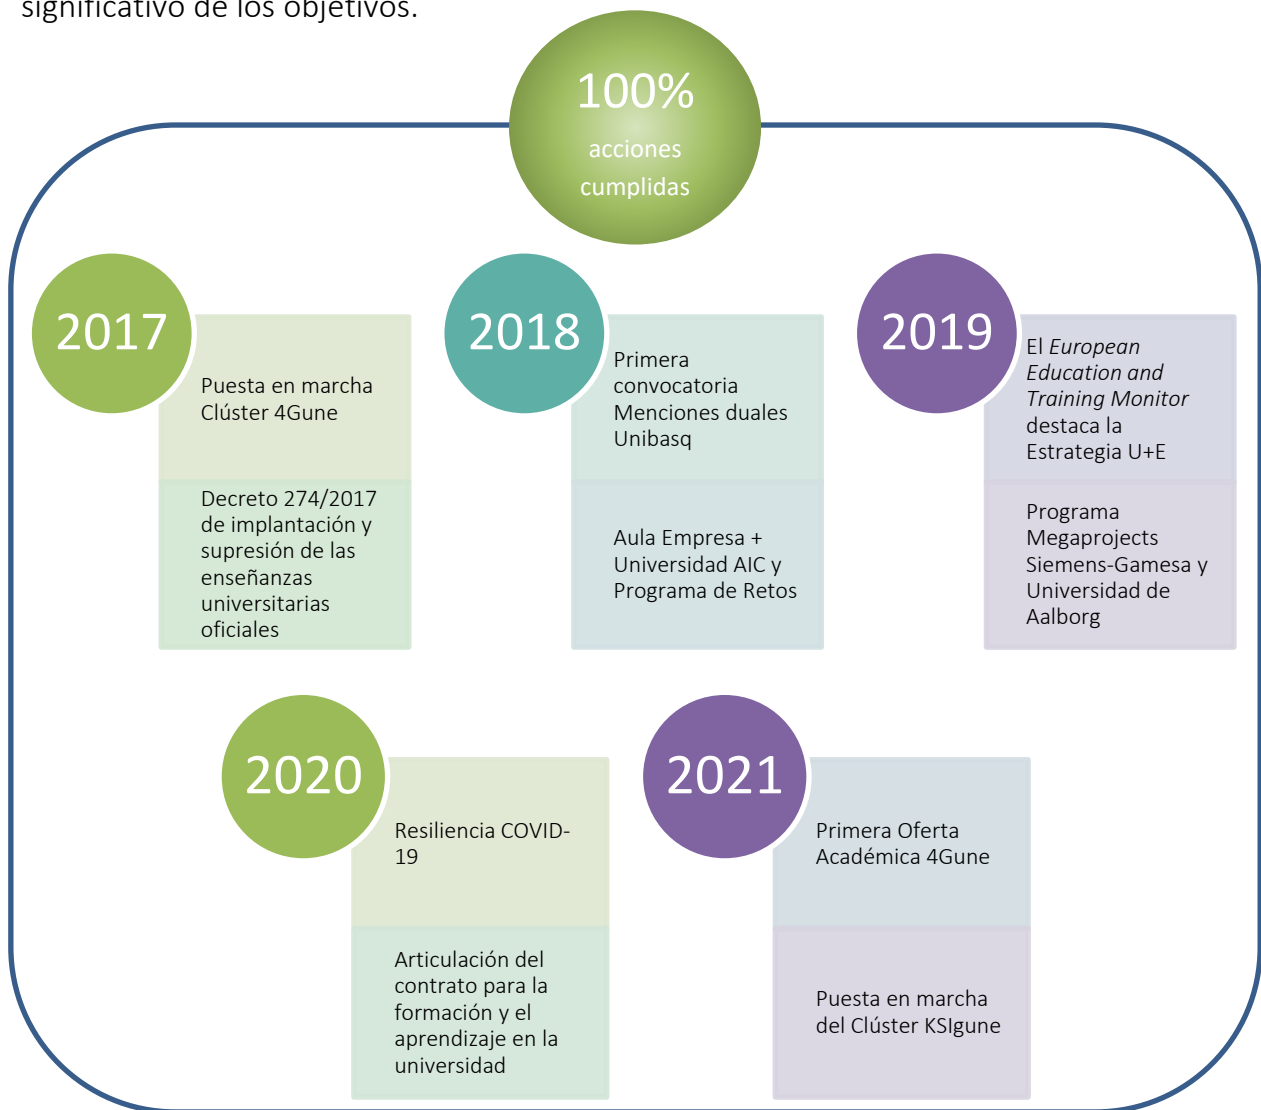 significativo de los objetivos.
100%
acciones
cumplidas
2017
Puesta en marcha
Clúster 4Gune
Decreto 274/2017
de implantación y
supresión de las
enseñanzas
universitarias
oficiales
2018
Primera
convocatoria
Menciones duales
Unibasq
Aula Empresa +
Universidad AIC y
Programa de Retos
2019
El European
Education and
Training Monitor
destaca la
Estrategia U+E
Programa
Megaprojects
Siemens-Gamesa y
Universidad de
Aalborg
2020
Resiliencia COVID-
19
Articulación del
contrato para la
formación y el
aprendizaje en la
universidad
2021
Primera Oferta
Académica 4Gune
Puesta en marcha
del Clúster KSIgune